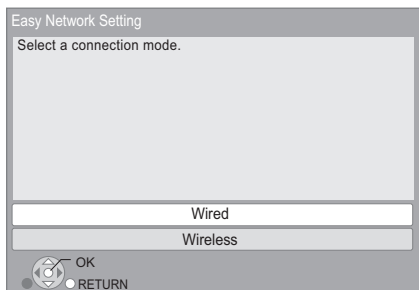 Easy Network Setting
Select a connection mode.
Wired
Wireless
OK
RETURN